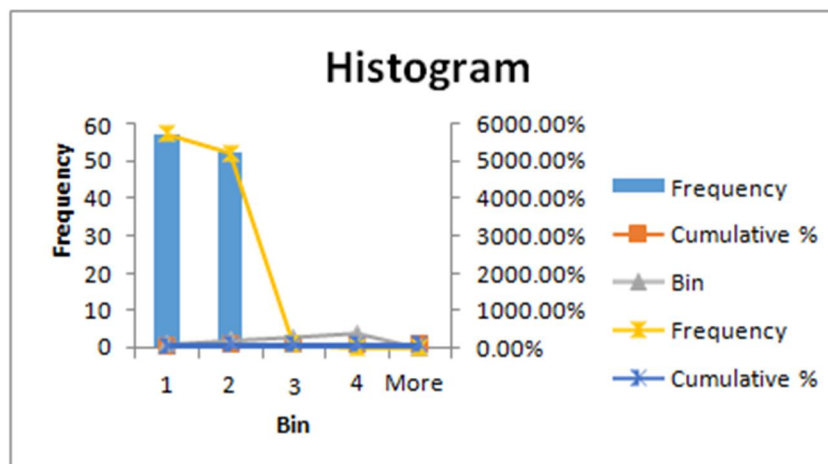 Histogram
60
50
40
30
20
10
0
Frequency
6000.00%
5000.00%
4000.00%
3000.00%
2000.00%
1000.00%
0.00%
1 2 3 4 More
Bin
Frequency
Cumulative %
Bin
Frequency
Cumulative %